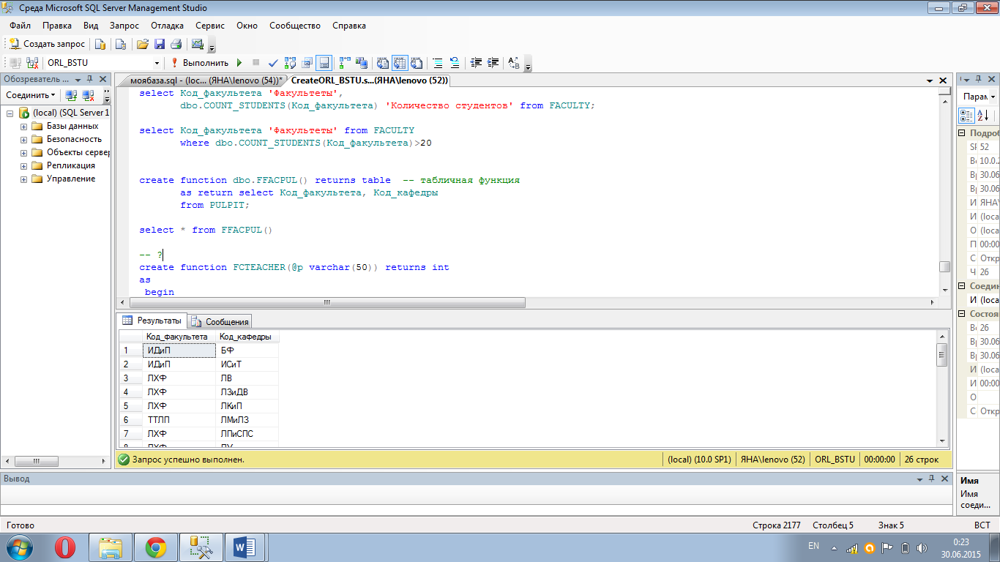 Среда Microsoft SQL Server Management Studio
Файл Правка Вид Запрос Отладка Сервис Окно Сообщество Справка
Создать запрос
ORL_BSTU Выполнить
Обозреватель ...
Соединить
(local) (SQL Server 1
Базы данных
Безопасность
Объекты сервер
Репликация
Управление
моябаза.sql - (loc... (ЯНА\lenovo (54))* CreateORL_BSTU.s...(ЯНА\lenovo (52))
select Код_факультета 'Факультеты',
dbo.COUNT_STUDENTS(Код_факультета) 'Количество студентов' from FACULTY;
select Код_факультета 'Факультеты' from FACULTY
where dbo.COUNT_STUDENTS(Код_факультета)>20
create function dbo.FFACPUL() returns table -- табличная функция
as return select Код_факультета, Код_кафедры
from PULPIT;
select * from FFACPUL()
-- ?
create function FCTEACHER(@p varchar(50)) returns int
as
begin
Результаты Сообщения
Код_факультета Код_кафедры
1 ИДиП БФ
2 ИДиП ИСиТ
3 ЛХФ ЛВ
4 ЛХФ ЛЗиДВ
5 ЛХФ ЛКиП
6 ТТЛП ЛМиЛЗ
7 ЛХФ ЛПиСПС
8 ЛХФ
Запрос успешно выполнен. (local) (10.0 SP1) ЯНА\lenovo (52) ORL_BSTU 00:00:00 26 строк
Парам
Подроб
SF 52
Ве 10.0.2
Вр 30.06
Вр 30.06
И ЯНА\
И (loca
О (loca
П 00:00
С Откр
Ч 26
Соедин
И (loca
Состоя
Вс 26
Вр 30.06
Вр 30.06
И (loca
И 00:00
О
С Откр
Имя
Имя
соеди...
Вывод
Готово Строка 2177 Столбец 5 Знак 5 ВСТ
EN 0:23
30.06.2015